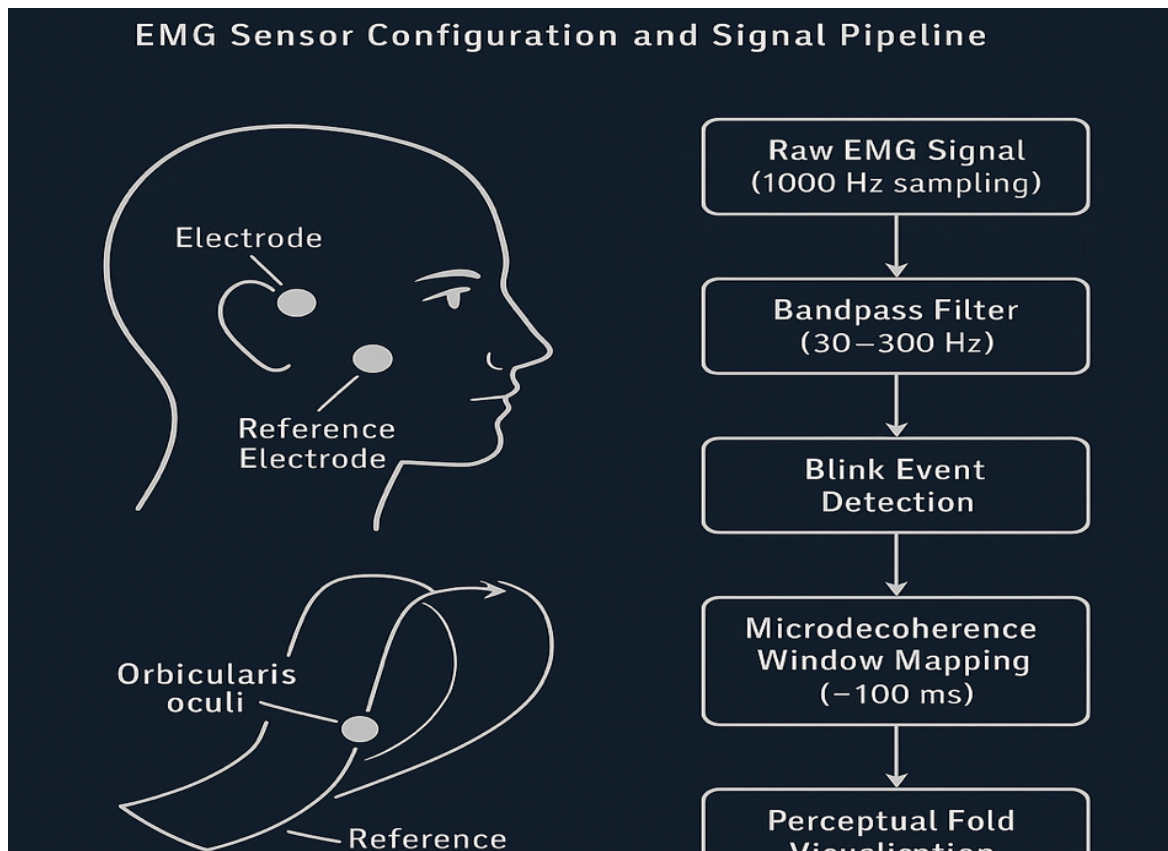 EMG Sensor Configuration and Signal Pipeline
Electrode
Reference
Electrode
Orbicularis
oculi
Reference
Raw EMG Signal
(1000 Hz sampling)
Bandpass Filter
(30–300 Hz)
Blink Event
Detection
Microdecoherence
Window Mapping
(−100 ms)
Perceptual Fold